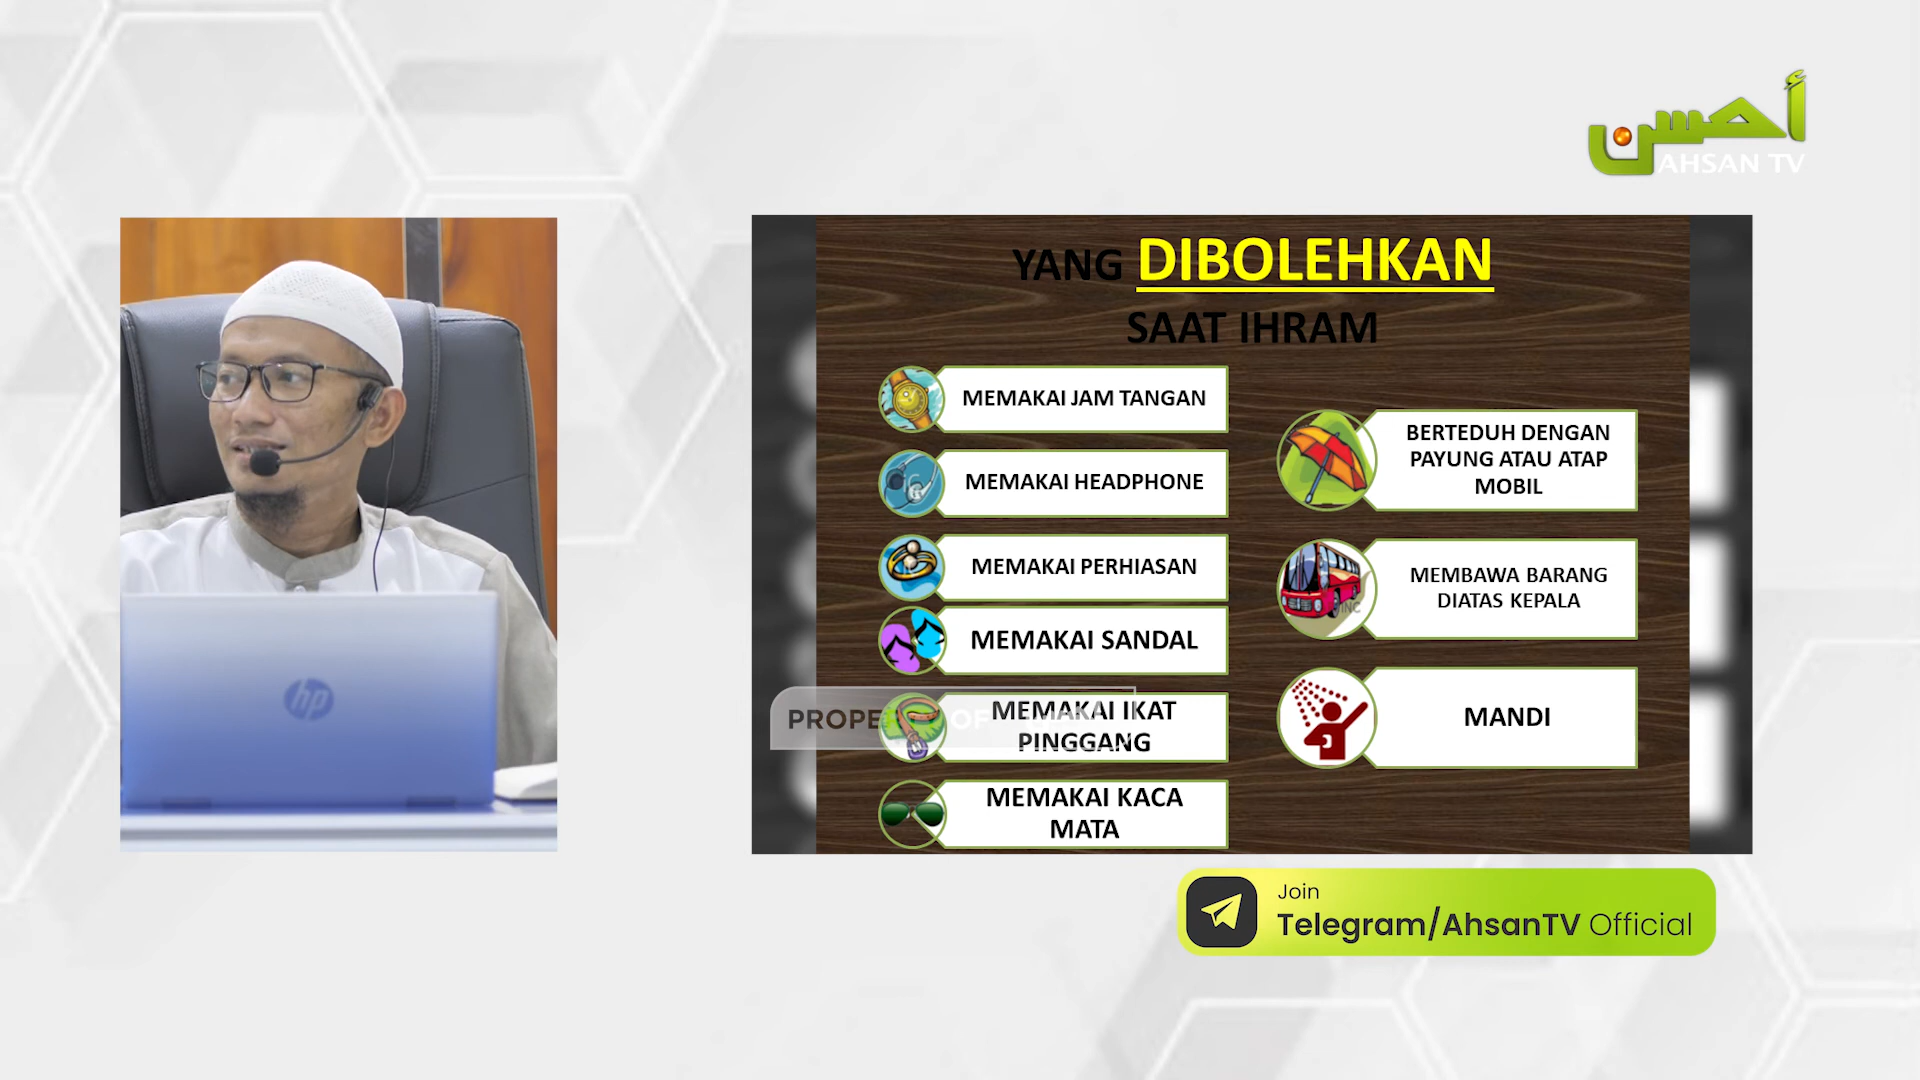 أحسن
AHSAN TV
YANG DIBOLEHKAN
SAAT IHRAM
MEMAKAI JAM TANGAN
MEMAKAI HEADPHONE
MEMAKAI PERHIASAN
MEMAKAI SANDAL
MEMAKAI IKAT
PINGGANG
MEMAKAI KACA
MATA
BERTEDUH DENGAN
PAYUNG ATAU ATAP
MOBIL
MEMBAWA BARANG
DIATAS KEPALA
MANDI
OF
hp
Join
Telegram/AhsanTV Official